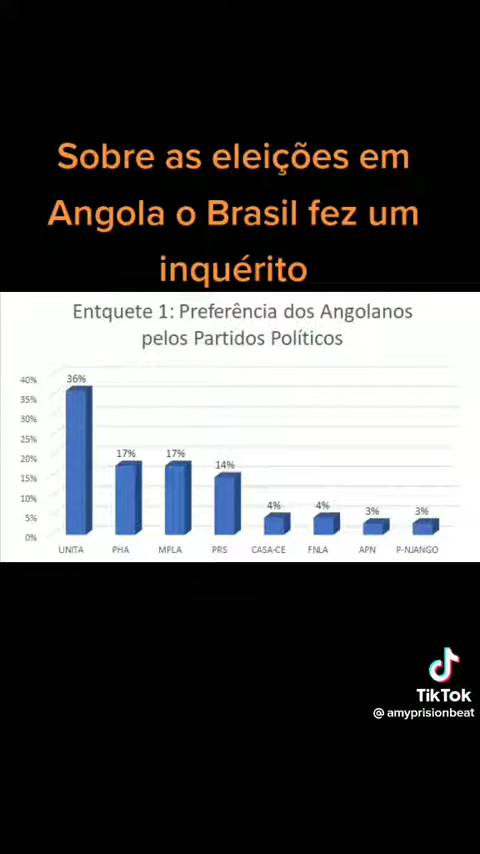 Sobre as eleições em
Angola o Brasil fez um
inquérito
Entquete 1: Preferência dos Angolanos
pelos Partidos Políticos
40%
35%
30%
25%
20%
15%
10%
5%
0%
36%
17%
17%
14%
4%
4%
3%
3%
UNITA PHA MPLA PRS CASA-CE FNLA APN P-NJANGO
TikTok
@ amyprisionbeat